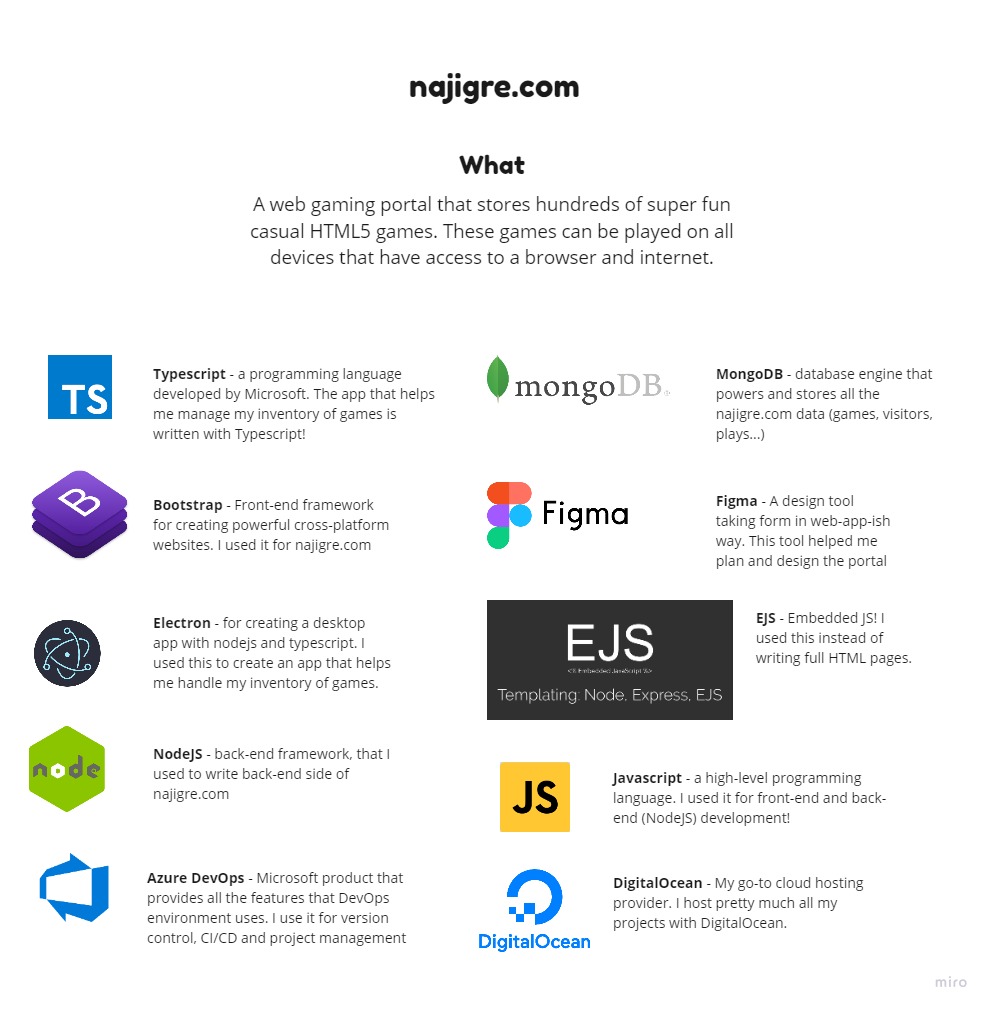 najigre.com
What
A web gaming portal that stores hundreds of super fun
casual HTML5 games. These games can be played on all
devices that have access to a browser and internet.
TS
Typescript - a programming language
developed by Microsoft. The app that helps
me manage my inventory of games is
written with Typescript!
B
Bootstrap - Front-end framework
for creating powerful cross-platform
websites. I used it for najigre.com
Electron - for creating a desktop
app with nodejs and typescript. I
used this to create an app that helps
me handle my inventory of games.
node
NodeJS - back-end framework, that I
used to write back-end side of
najigre.com
Azure DevOps - Microsoft product that
provides all the features that DevOps
environment uses. I use it for version
control, CI/CD and project management
mongoDB®
MongoDB - database engine that
powers and stores all the
najigre.com data (games, visitors,
plays...)
Figma
Figma - A design tool
taking form in web-app-ish
way. This tool helped me
plan and design the portal
EJS
<% Embedded JavaScript %>
Templating: Node, Express, EJS
EJS - Embedded JS! I
used this instead of
writing full HTML pages.
JS
Javascript - a high-level programming
language. I used it for front-end and back-
end (NodeJS) development!
DigitalOcean
DigitalOcean - My go-to cloud hosting
provider. I host pretty much all my
projects with DigitalOcean.
miro